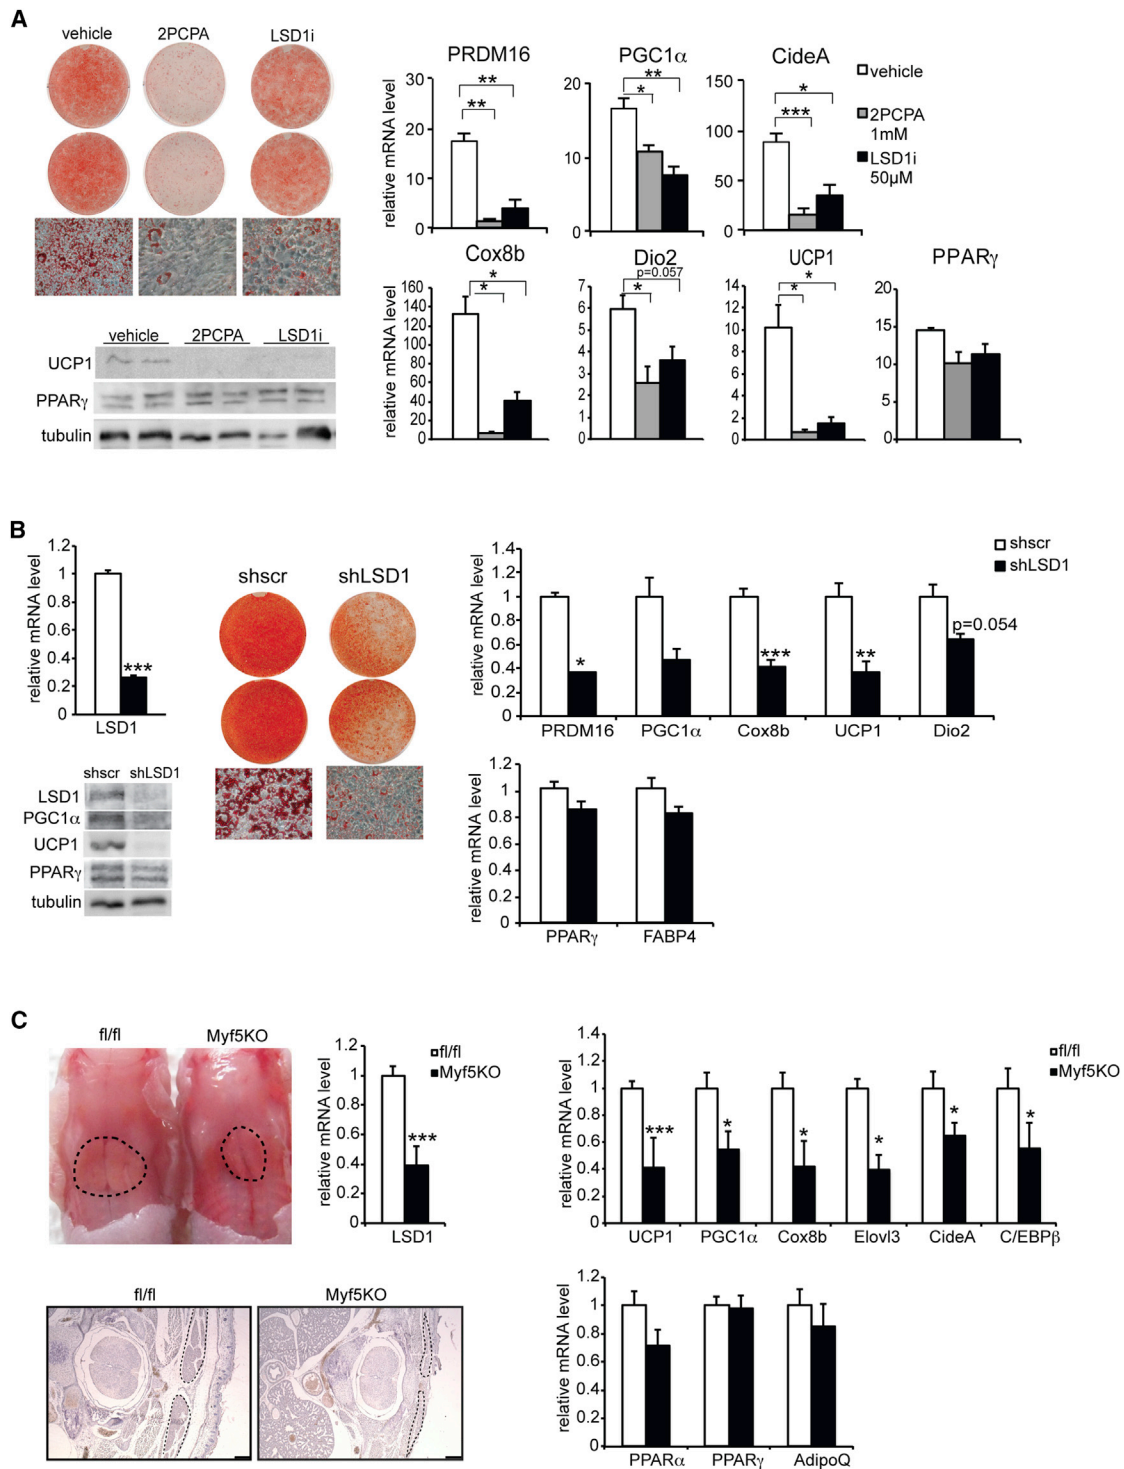 A
vehicle 2PCPA LSD1i
vehicle 2PCPA LSD1i
UCP1
PPARγ
tubulin
PRDM16 PGC1α CideA
relative mRNA level
30
20
10
0
** **
20
10
0
* **
150
100
50
0
*** *
vehicle
2PCPA
1mM
LSD1i
50µM
Cox8b Dio2 UCP1 PPARγ
relative mRNA level
160
140
120
100
80
60
40
20
0
* *
7
6
5
4
3
2
1
0
p=0.057
*
14
12
10
8
6
4
2
0
* *
20
15
10
5
0
B
relative mRNA level
1.2
1
0.8
0.6
0.4
0.2
0
***
LSD1
shscr shLSD1
LSD1
PGC1α
UCP1
PPARγ
tubulin
shscr shLSD1
relative mRNA level
1.4
1.2
1
0.8
0.6
0.4
0.2
0
* *** ** p=0.054
PRDM16 PGC1α Cox8b UCP1 Dio2
shscr
shLSD1
relative mRNA level
1.2
1
0.8
0.6
0.4
0.2
0
PPARγ FABP4
C
fl/fl Myf5KO
relative mRNA level
1.2
1
0.8
0.6
0.4
0.2
0
***
LSD1
fl/fl
Myf5KO
relative mRNA level
1.4
1.2
1
0.8
0.6
0.4
0.2
0
*** * * * * *
UCP1 PGC1α Cox8b Elovl3 CideA C/EBPβ
fl/fl
Myf5KO
fl/fl Myf5KO
relative mRNA level
1.2
1
0.8
0.6
0.4
0.2
0
PPARα PPARγ AdipoQ